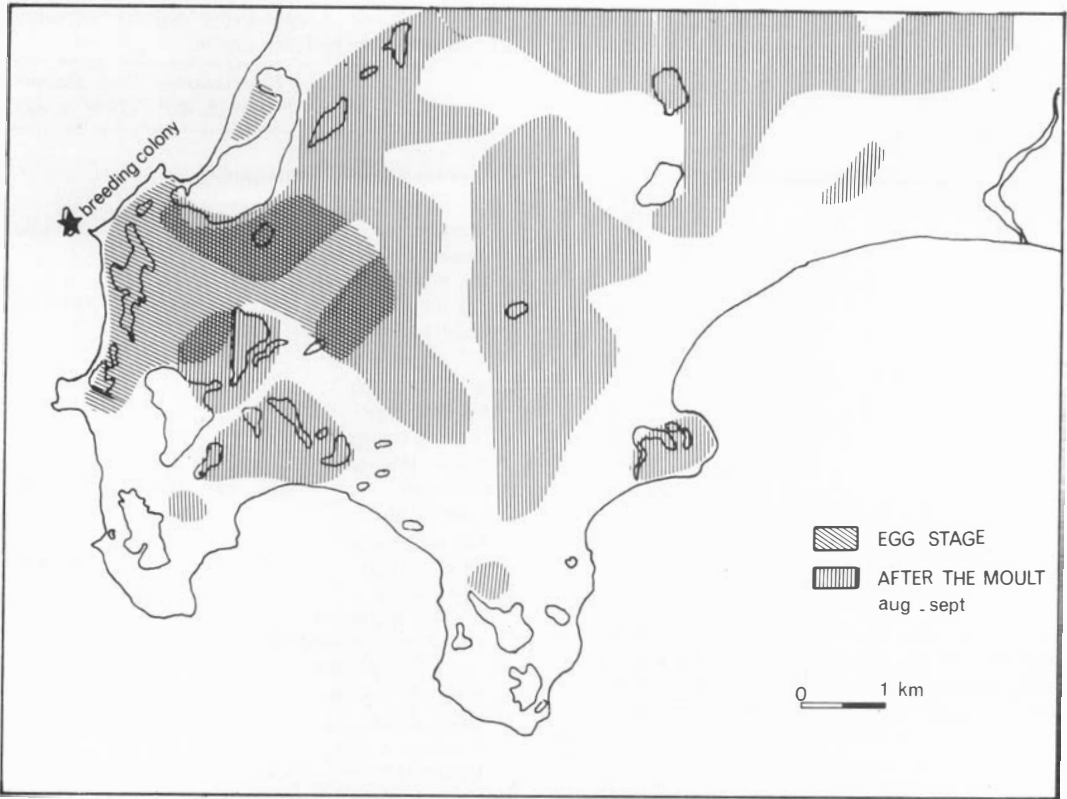 breeding colony
EGG STAGE
AFTER THE MOULT
aug - sept
0 1 km